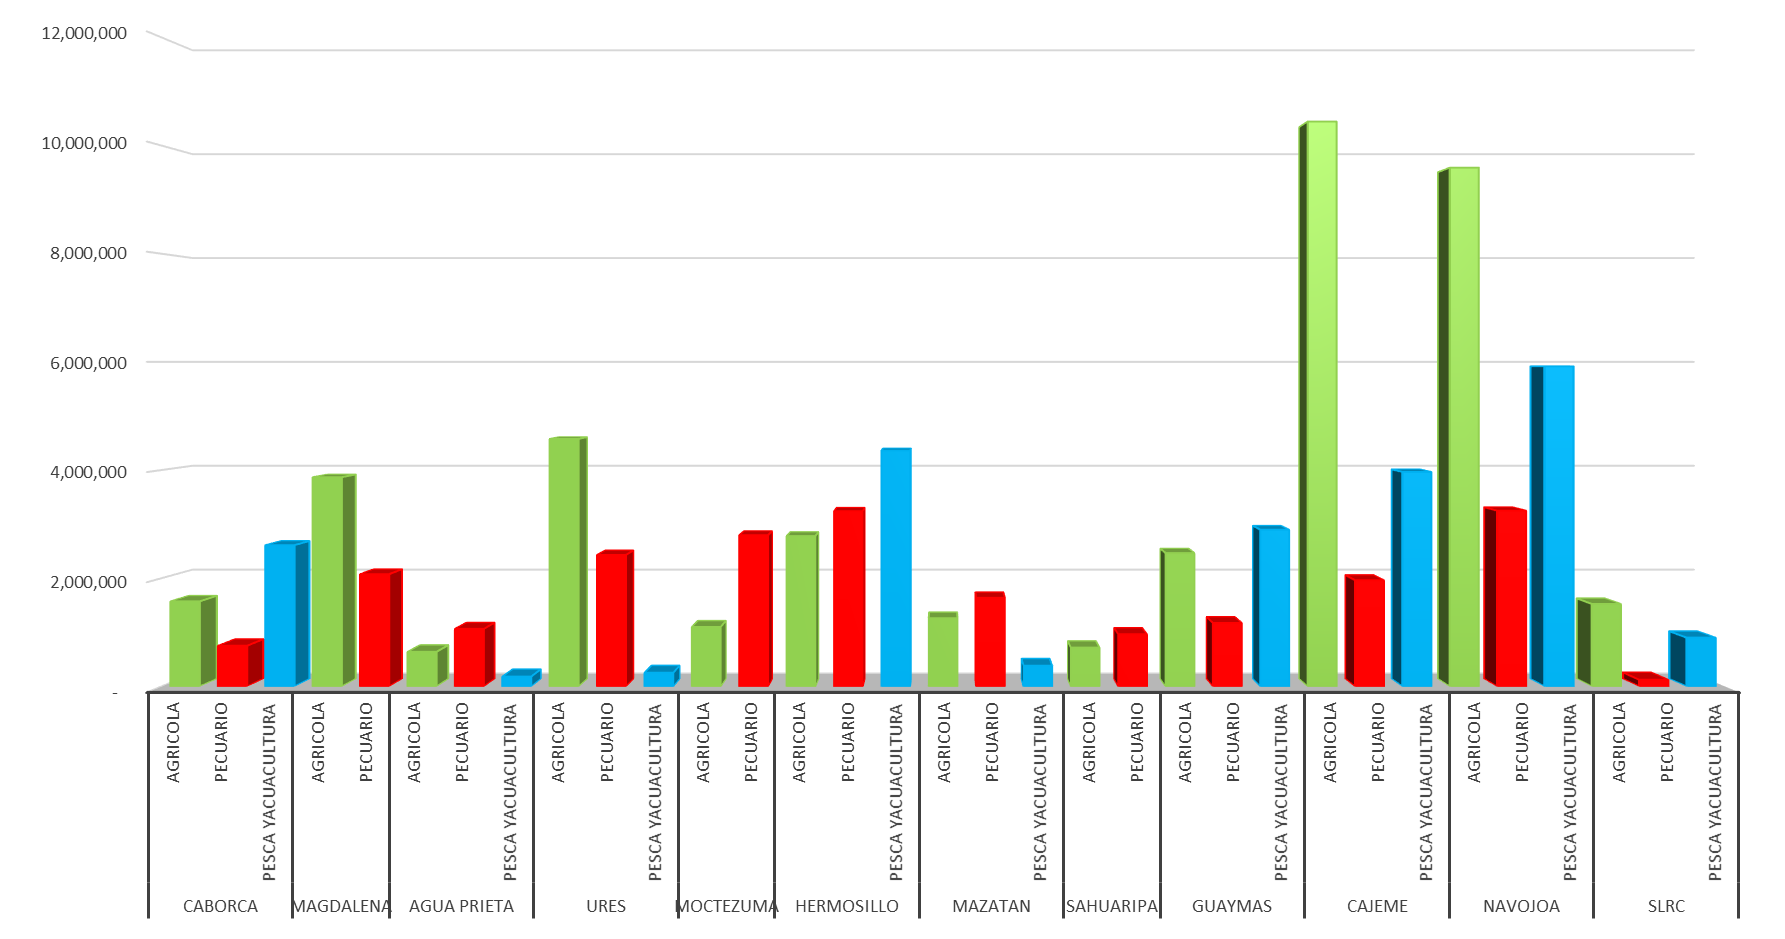 12,000,000
10,000,000
8,000,000
6,000,000
4,000,000
2,000,000
-
AGRICOLA
PECUARIO
PESCA YACUACULTURA
AGRICOLA
PECUARIO
AGRICOLA
PECUARIO
PESCA YACUACULTURA
AGRICOLA
PECUARIO
PESCA YACUACULTURA
AGRICOLA
PECUARIO
AGRICOLA
PECUARIO
PESCA YACUACULTURA
AGRICOLA
PECUARIO
PESCA YACUACULTURA
AGRICOLA
PECUARIO
AGRICOLA
PECUARIO
PESCA YACUACULTURA
AGRICOLA
PECUARIO
PESCA YACUACULTURA
AGRICOLA
PECUARIO
PESCA YACUACULTURA
AGRICOLA
PECUARIO
PESCA YACUACULTURA
CABORCA
MAGDALENA
AGUA PRIETA
URES
MOCTEZUMA
HERMOSILLO
MAZATAN
SAHUARIPA
GUAYMAS
CAJEME
NAVOJOA
SLRC